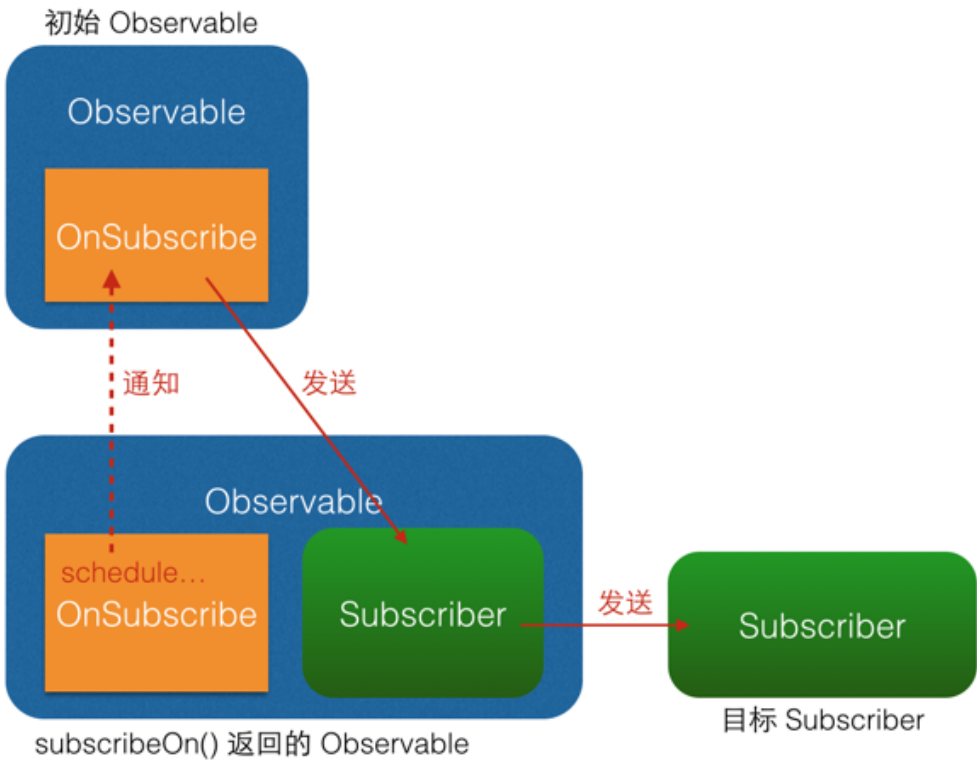 初始 Observable
Observable
OnSubscribe
通知
发送
Observable
schedule...
OnSubscribe
Subscriber
发送
Subscriber
目标 Subscriber
subscribeOn() 返回的 Observable